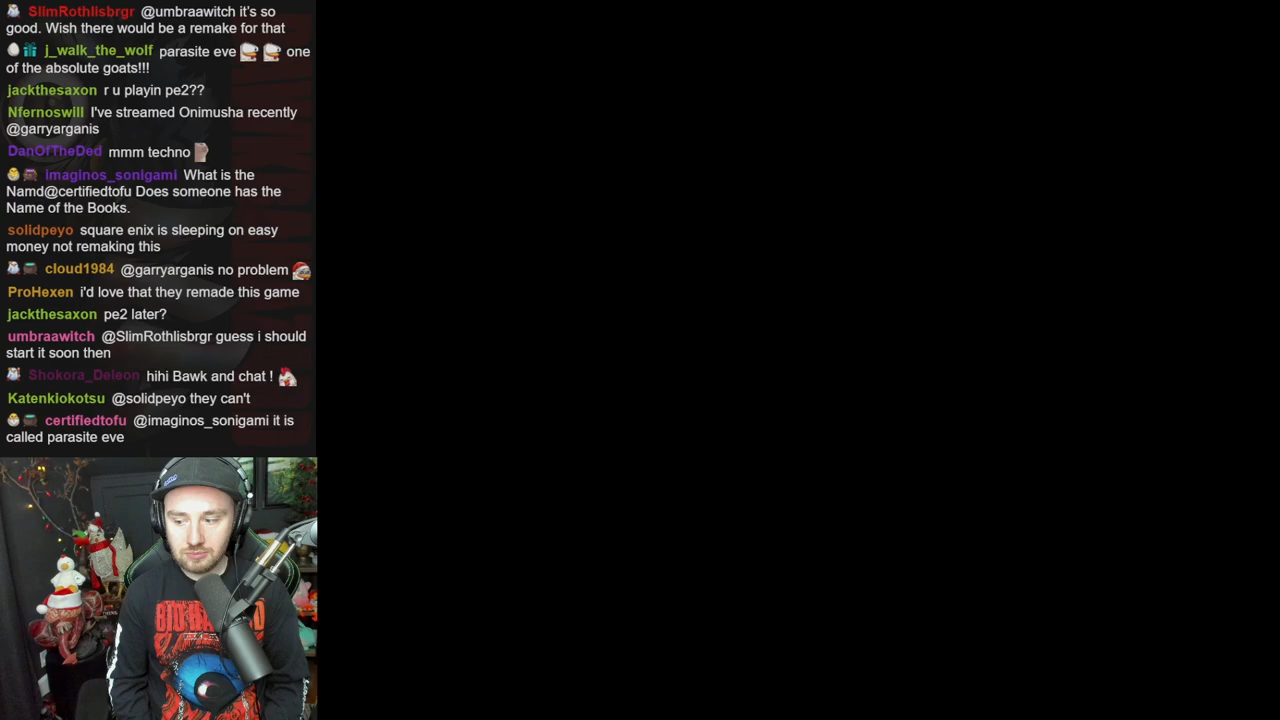 SlimRothlisbrgr @umbraawitch it's so
good. Wish there would be a remake for that
j_walk_the_wolf parasite eve one
of the absolute goats!!!
jackthesaxon r u playin pe2??
Nfernoswill I've streamed Onimusha recently
@garryarganis
DanOfTheDed mmm techno
imaginos_sonigami What is the
Namd@certifiedtofu Does someone has the
Name of the Books.
solidpeyo square enix is sleeping on easy
money not remaking this
cloud1984 @garryarganis no problem
ProHexen i'd love that they remade this game
jackthesaxon pe2 later?
umbraawitch @SlimRothlisbrgr guess i should
start it soon then
Shokora_Deleon hihi Bawk and chat !
Katenkiokotsu @solidpeyo they can't
certifiedtofu @imaginos_sonigami it is
called parasite eve